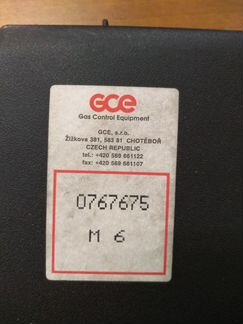 GCE
Gas Control Equipment
GCE, s.r.o.
Žižkova 381, 583 81 CHOTĚBOŘ
CZECH REPUBLIC
tel.: +420 569 661122
fax: +420 569 661107
0767675
M 6